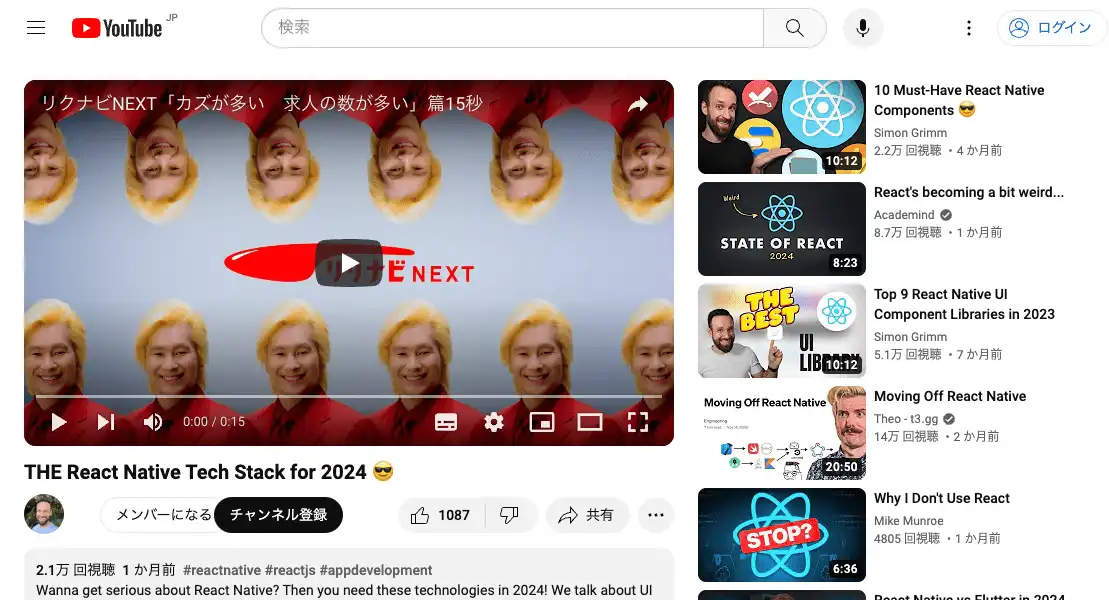 YouTube JP
検索
ログイン
リクナビNEXT「カズが多い 求人の数が多い」篇15秒
リクナビNEXT
0:00 / 0:15
THE React Native Tech Stack for 2024 😎
メンバーになる
チャンネル登録
1087
共有
2.1万 回視聴 1 か月前 #reactnative #reactjs #appdevelopment
Wanna get serious about React Native? Then you need these technologies in 2024! We talk about UI
10:12
10 Must-Have React Native
Components 😎
Simon Grimm
2.2万 回視聴 ・4 か月前
Weird
STATE OF REACT
2024
8:23
React's becoming a bit weird...
Academind
8.7万 回視聴 ・1 か月前
THE
BEST
UI
LIBRARY
10:12
Top 9 React Native UI
Component Libraries in 2023
Simon Grimm
5.1万 回視聴 ・7 か月前
Moving Off React Native
Engineering
20:50
Moving Off React Native
Theo - t3.gg
14万 回視聴 ・2 か月前
STOP?
6:36
Why I Don't Use React
Mike Munroe
4805 回視聴 ・1 か月前
React Native vs Flutter in 2024